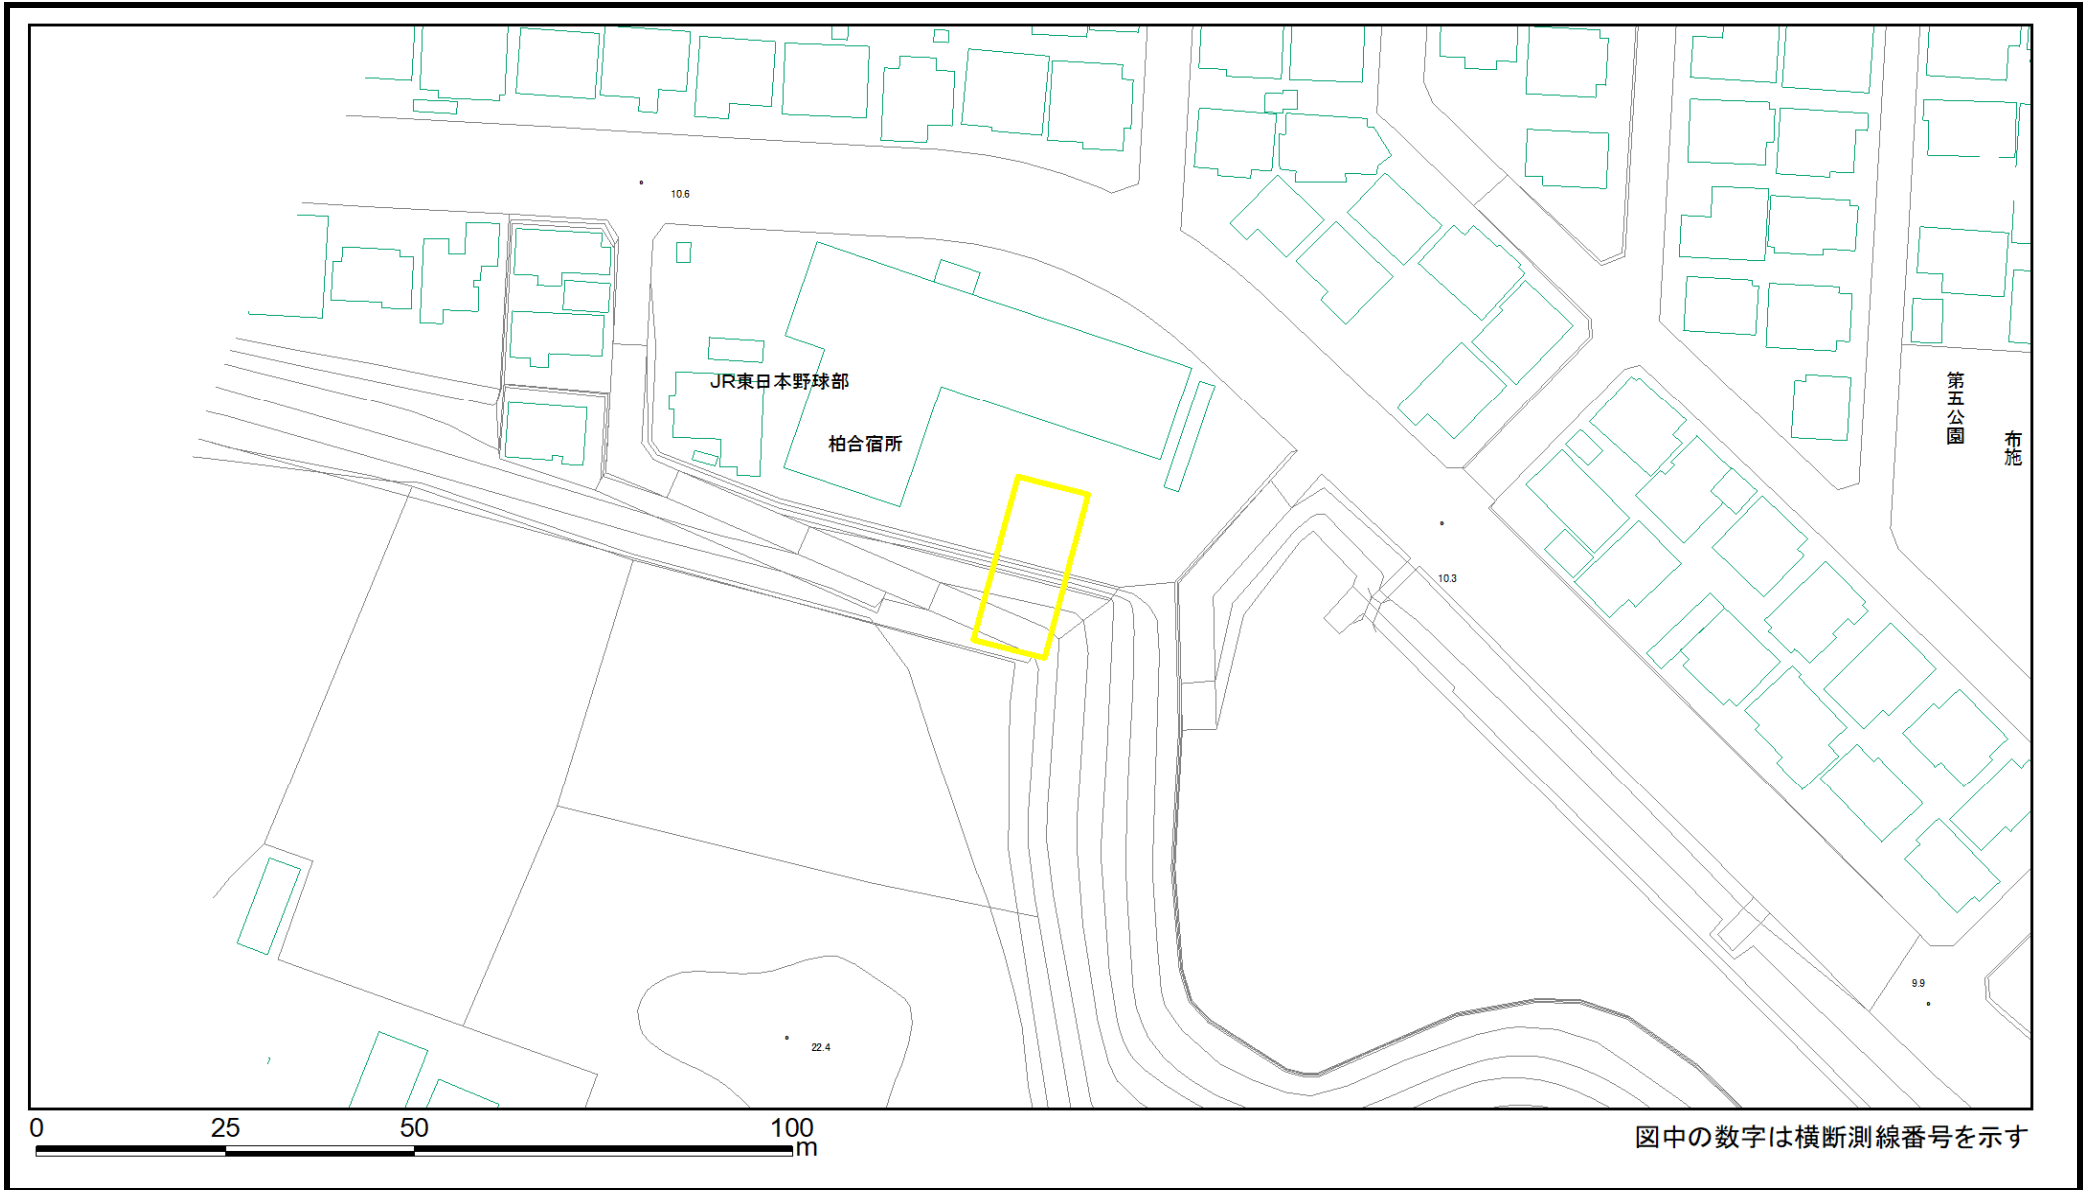 10.6
JR東日本野球部
柏合宿所
第五公園
布施
10.3
9.9
22.4
0 25 50 100
m
図中の数字は横断測線番号を示す